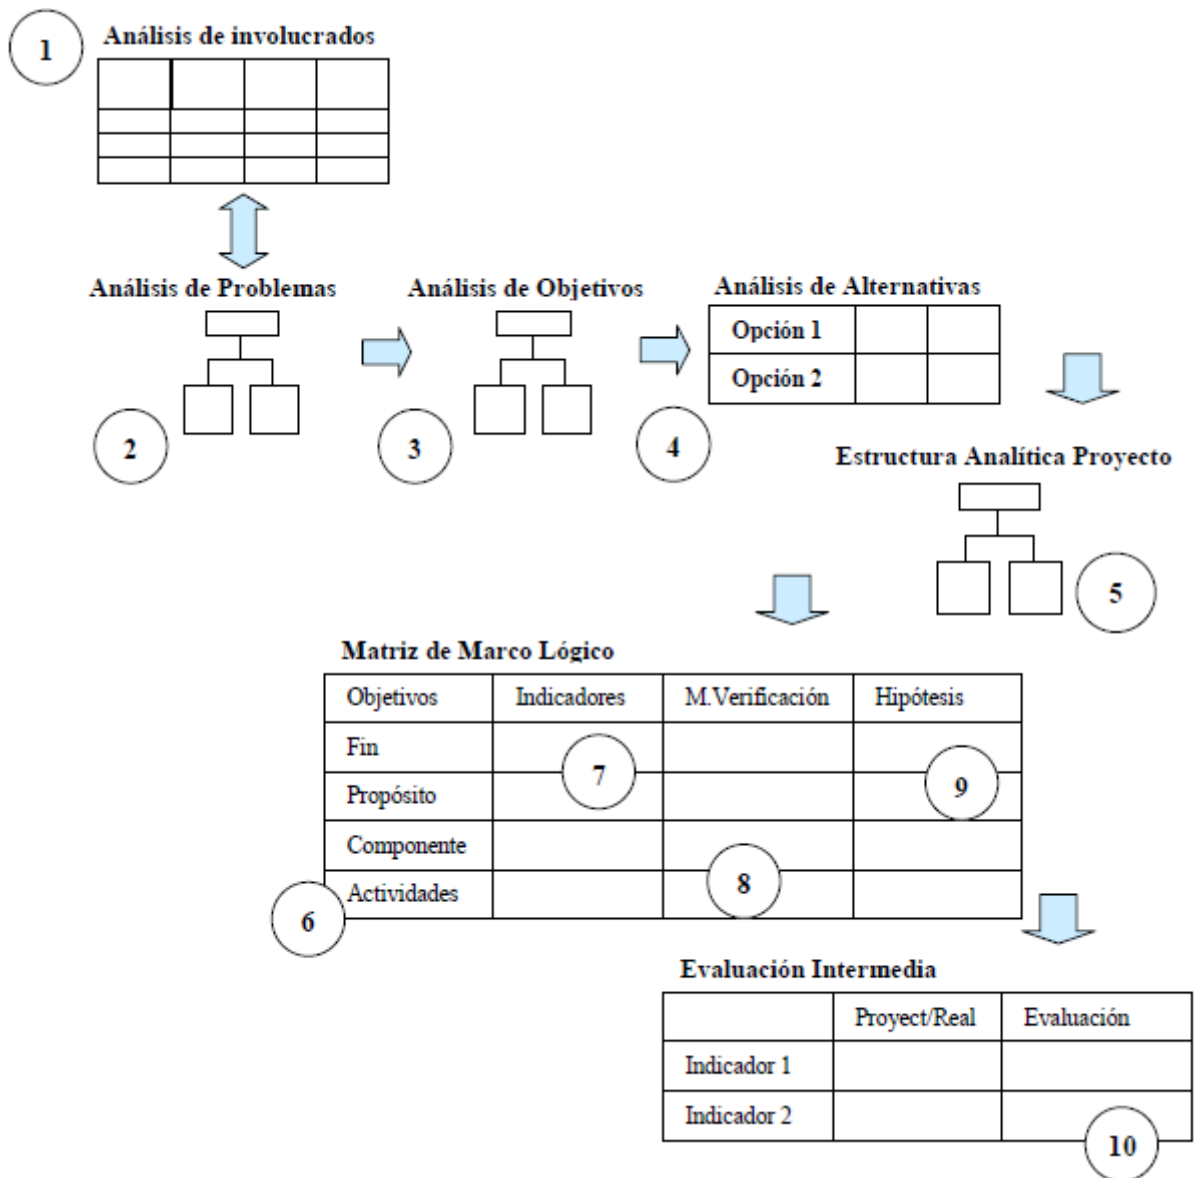 1
Análisis de involucrados
Análisis de Problemas
Análisis de Objetivos
Análisis de Alternativas
Opción 1
Opción 2
2
3
4
Estructura Analítica Proyecto
5
Matriz de Marco Lógico
Objetivos Indicadores M.Verificación Hipótesis
Fin
7
9
Propósito
Componente
8
Actividades
6
Evaluación Intermedia
Proyect/Real Evaluación
Indicador 1
Indicador 2
10